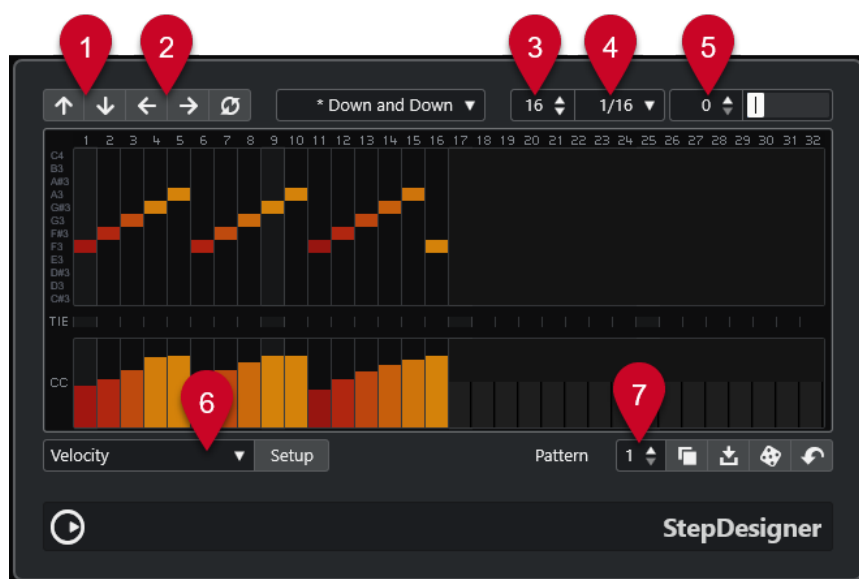 1 2 3 4 5
* Down and Down 16 1/16 0
1 2 3 4 5 6 7 8 9 10 11 12 13 14 15 16 17 18 19 20 21 22 23 24 25 26 27 28 29 30 31 32
C4
B3
A#3
A3
G#3
G3
F#3
F3
E3
D#3
D3
C#3
TIE
CC
6 7
Velocity Setup Pattern 1
StepDesigner